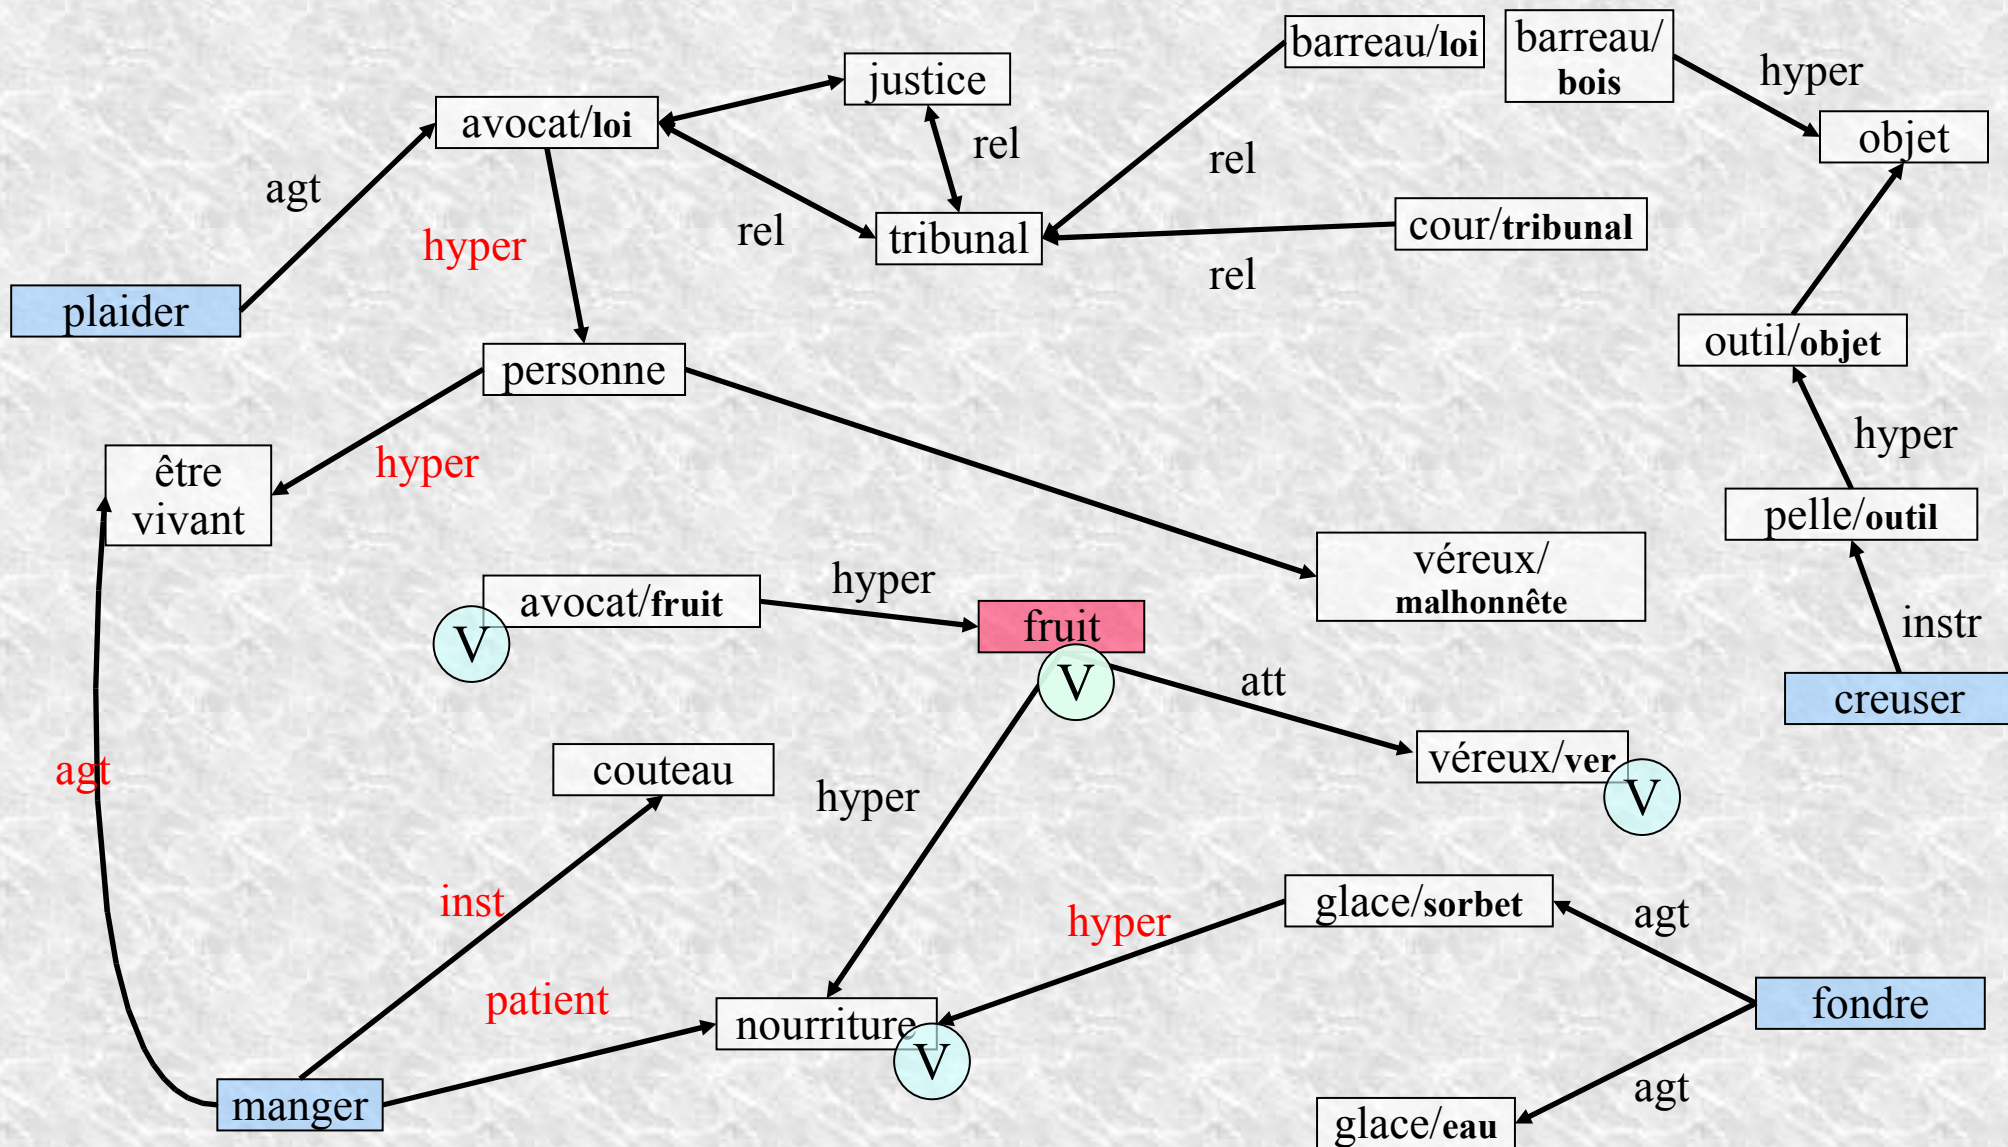 barreau/loi
barreau/
bois
hyper
justice
avocat/loi
objet
rel
rel
agt
hyper
rel
tribunal
cour/tribunal
rel
plaider
outil/objet
personne
hyper
hyper
être
vivant
pelle/outil
véreux/
malhonnête
hyper
avocat/fruit
fruit
instr
V
V
att
creuser
agt
couteau
hyper
véreux/ver
V
inst
hyper
glace/sorbet
agt
patient
nourriture
V
fondre
manger
agt
glace/eau